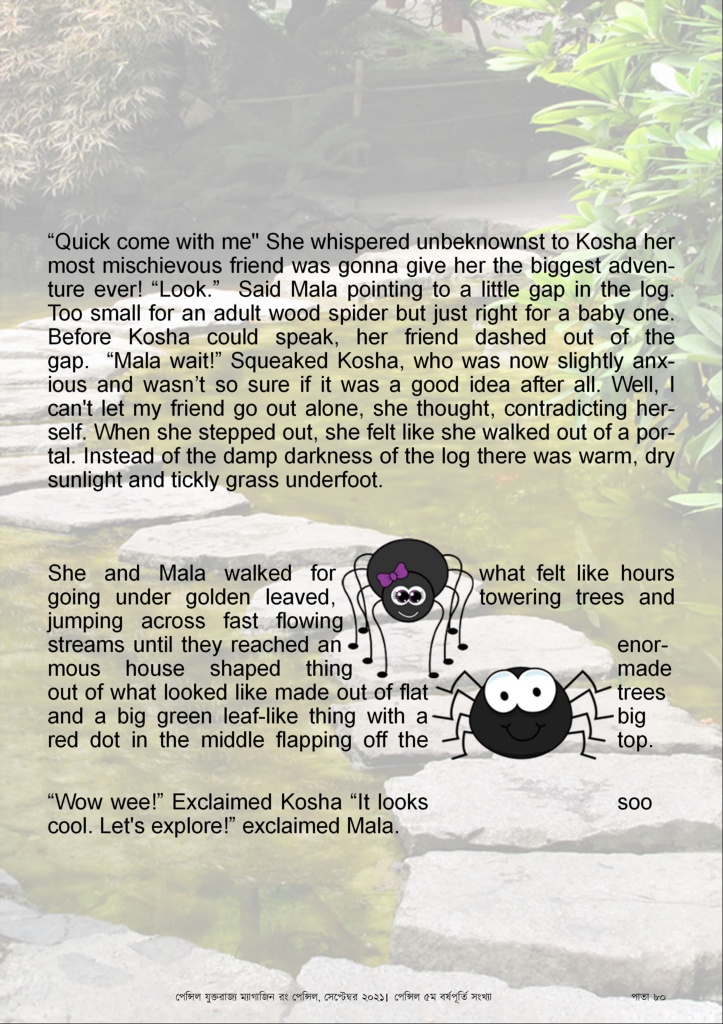 “Quick come with me" She whispered unbeknownst to Kosha her
most mischievous friend was gonna give her the biggest adven-
ture ever! “Look.”  Said Mala pointing to a little gap in the log.
Too small for an adult wood spider but just right for a baby one.
Before Kosha could speak, her friend dashed out of the
gap.  “Mala wait!” Squeaked Kosha, who was now slightly anx-
ious and wasn’t so sure if it was a good idea after all. Well, I
can't let my friend go out alone, she thought, contradicting her-
self. When she stepped out, she felt like she walked out of a por-
tal. Instead of the damp darkness of the log there was warm, dry
sunlight and tickly grass underfoot.
She and Mala walked for what felt like hours
going under golden leaved, towering trees and
jumping across fast flowing
streams until they reached an enor-
mous house shaped thing made
out of what looked like made out of flat trees
and a big green leaf-like thing with a big
red dot in the middle flapping off the top.
“Wow wee!” Exclaimed Kosha “It looks soo
cool. Let's explore!” exclaimed Mala.
পেন্সিল যুক্তরাজ্য ম্যাগাজিন রং পেন্সিল, সেপ্টেম্বর ২০২১। পেন্সিল ৫ম বর্ষপূর্তি সংখ্যা পাতা ৮০